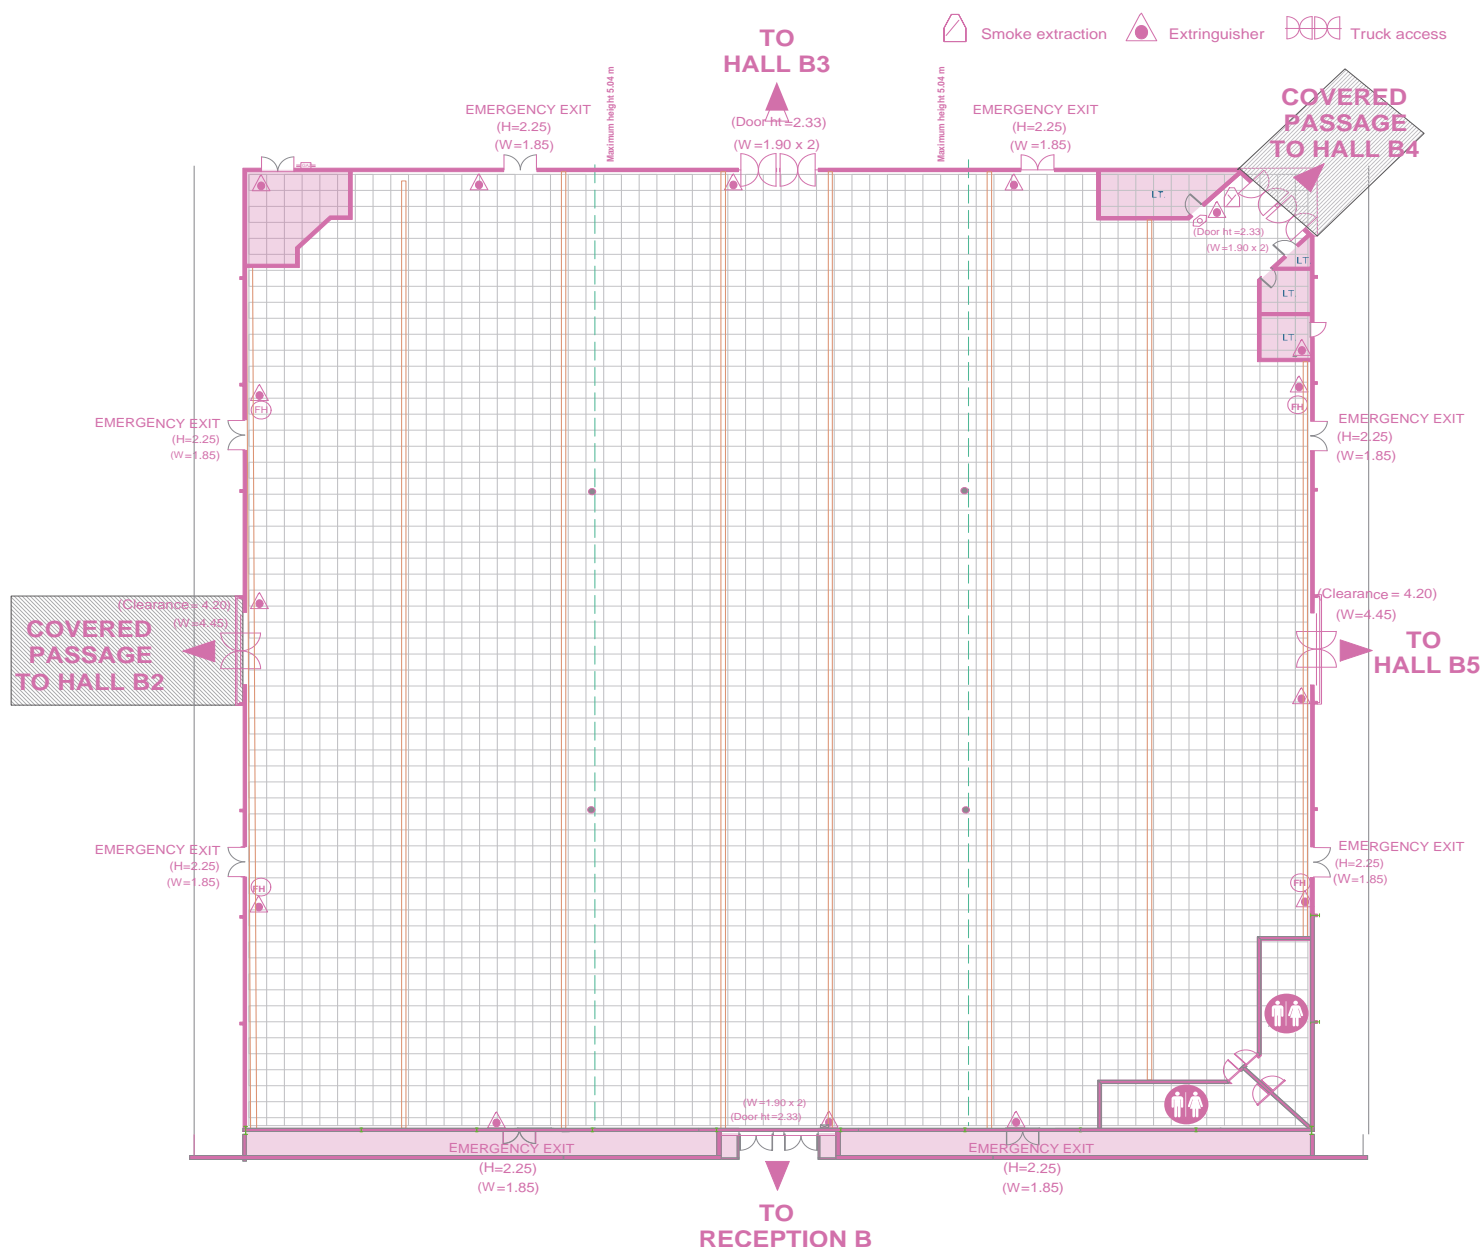 Smoke extraction
Extringuisher
Truck access
TO
HALL B3
Maximum height 5.04 m
Maximum height 5.04 m
EMERGENCY EXIT
(H=2.25)
(W=1.85)
(Door ht =2.33)
(W=1.90 x 2)
EMERGENCY EXIT
(H=2.25)
(W=1.85)
COVERED
PASSAGE
TO HALL B4
LT.
(Door ht =2.33)
(W=1.90 x 2)
LT
LT.
LT.
FH
FH
EMERGENCY EXIT
(H=2.25)
(W=1.85)
EMERGENCY EXIT
(H=2.25)
(W=1.85)
(Clearance = 4.20)
(W=4.45)
COVERED
PASSAGE
TO HALL B2
(Clearance = 4.20)
(W=4.45)
TO
HALL B5
EMERGENCY EXIT
(H=2.25)
(W=1.85)
EMERGENCY EXIT
(H=2.25)
(W=1.85)
FH
FH
(W=1.90 x 2)
(Door ht =2.33)
EMERGENCY EXIT
(H=2.25)
(W=1.85)
EMERGENCY EXIT
(H=2.25)
(W=1.85)
TO
RECEPTION B